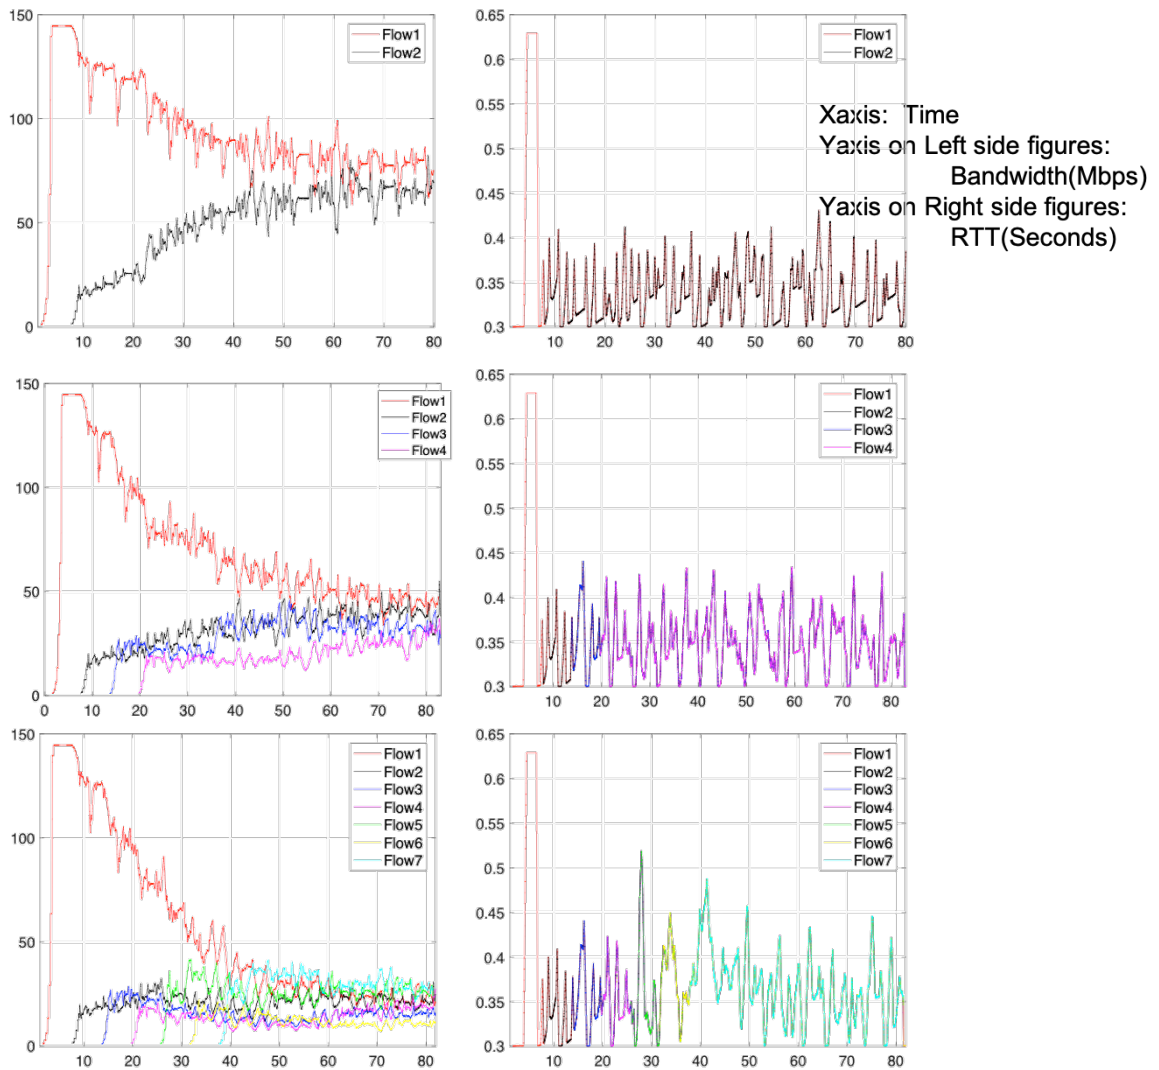 150
100
50
0
10 20 30 40 50 60 70 80
Flow1
Flow2
0.65
0.6
0.55
0.5
0.45
0.4
0.35
0.3
10 20 30 40 50 60 70 80
Flow1
Flow2
Xaxis: Time
Yaxis on Left side figures:
Bandwidth(Mbps)
Yaxis on Right side figures:
RTT(Seconds)
150
100
50
0
0 10 20 30 40 50 60 70 80
Flow1
Flow2
Flow3
Flow4
0.65
0.6
0.55
0.5
0.45
0.4
0.35
0.3
10 20 30 40 50 60 70 80
Flow1
Flow2
Flow3
Flow4
150
100
50
0
10 20 30 40 50 60 70 80
Flow1
Flow2
Flow3
Flow4
Flow5
Flow6
Flow7
0.65
0.6
0.55
0.5
0.45
0.4
0.35
0.3
10 20 30 40 50 60 70 80
Flow1
Flow2
Flow3
Flow4
Flow5
Flow6
Flow7